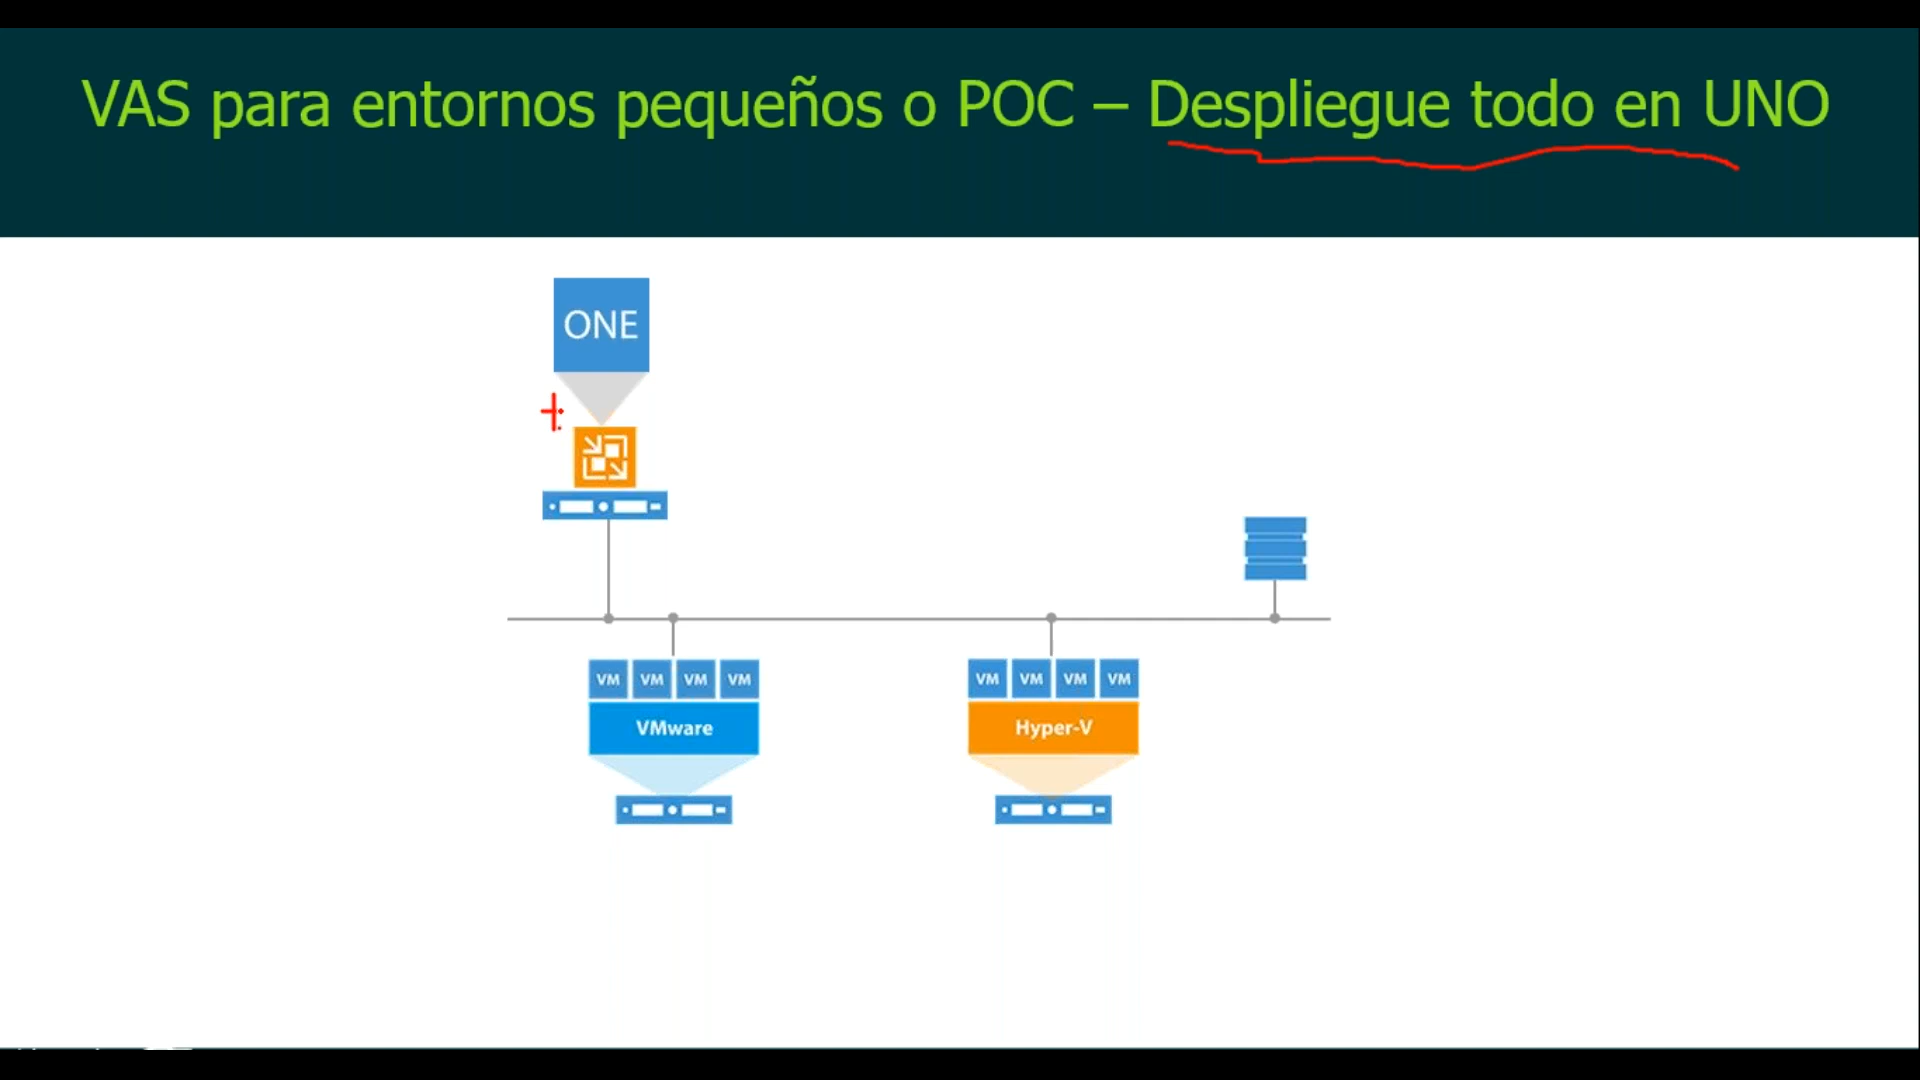 VAS para entornos pequeños o POC – Despliegue todo en UNO
ONE
VM VM VM VM
VM VM VM VM
VMware
Hyper-V